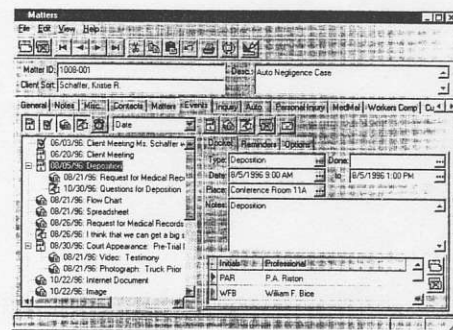 Matters
File Edit View Help
Matter ID: 1008-001
Desc: Auto Negligence Case
Client Sort: Schaffer, Kristie R.
General Notes Misc. Contacts Matters Events Inquiry Auto Personal Injury MedMal Workers Comp
Date
06/03/96: Client Meeting Ms. Schaffer
06/20/96: Client Meeting
08/05/96: Deposition
08/21/96: Request for Medical Reco
10/30/96: Questions for Deposition
08/21/96: Flow Chart
08/21/96: Spreadsheet
08/26/96: Request for Medical Records
08/26/96: I think that we can get a big s
08/30/96: Court Appearance: Pre-Trial
08/21/96: Video: Testimony
08/21/96: Photograph: Truck Prior
10/22/96: Internet Document
10/22/96: Image
Docket Reminders Options
Type: Deposition Done:
Date: 8/5/1996 9:00 AM to 8/5/1996 1:00 PM
Place: Conference Room 11A
Notes: Deposition
Initials Professional
PAR P.A. Riston
WFB William F. Bice